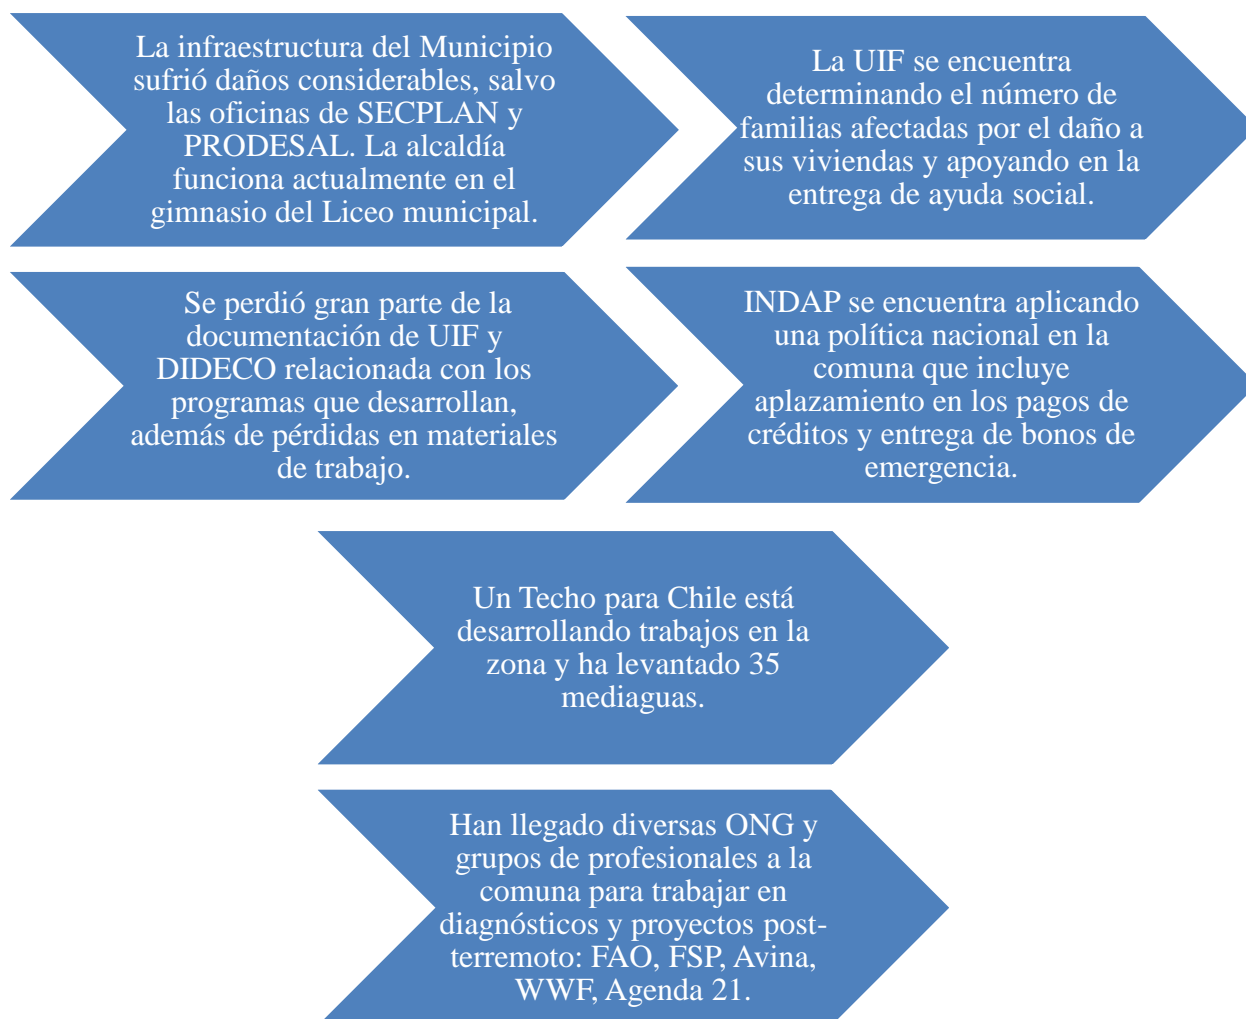 La infraestructura del Municipio
sufrió daños considerables, salvo
las oficinas de SECPLAN y
PRODESAL. La alcaldía
funciona actualmente en el
gimnasio del Liceo municipal.
La UIF se encuentra
determinando el número de
familias afectadas por el daño a
sus viviendas y apoyando en la
entrega de ayuda social.
Se perdió gran parte de la
documentación de UIF y
DIDECO relacionada con los
programas que desarrollan,
además de pérdidas en materiales
de trabajo.
INDAP se encuentra aplicando
una política nacional en la
comuna que incluye
aplazamiento en los pagos de
créditos y entrega de bonos de
emergencia.
Un Techo para Chile está
desarrollando trabajos en la
zona y ha levantado 35
mediaguas.
Han llegado diversas ONG y
grupos de profesionales a la
comuna para trabajar en
diagnósticos y proyectos post-
terremoto: FAO, FSP, Avina,
WWF, Agenda 21.